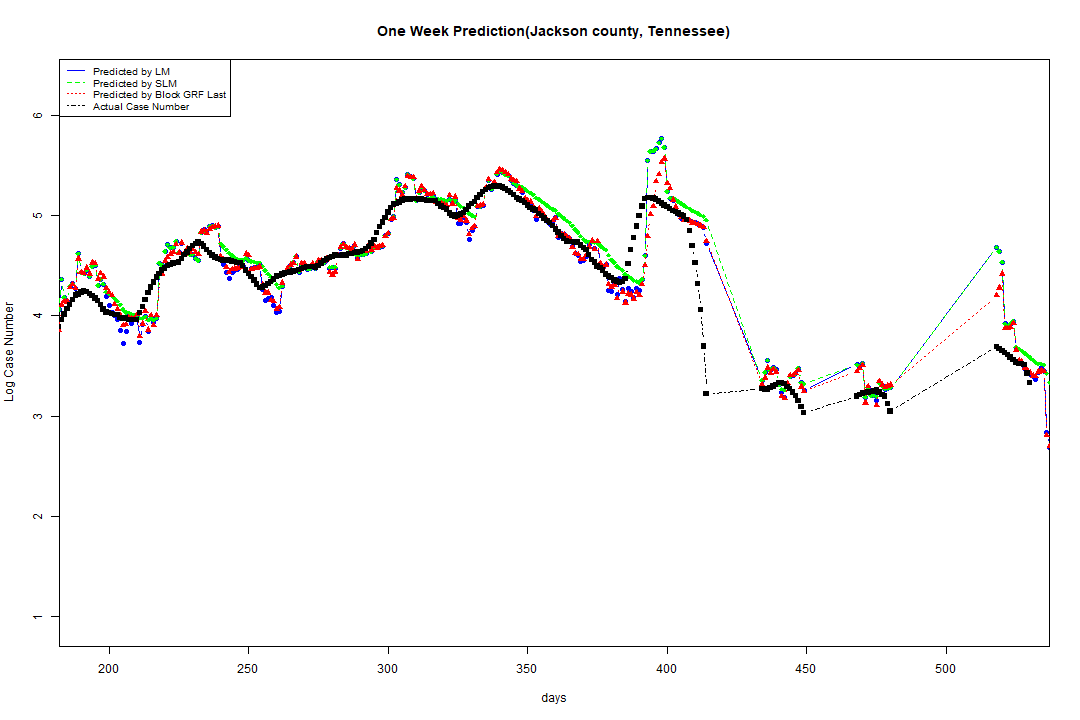 One Week Prediction(Jackson county, Tennessee)
Predicted by LM
Predicted by SLM
Predicted by Block GRF Last
Actual Case Number
Log Case Number
6
5
4
3
2
1
200 250 300 350 400 450 500
days